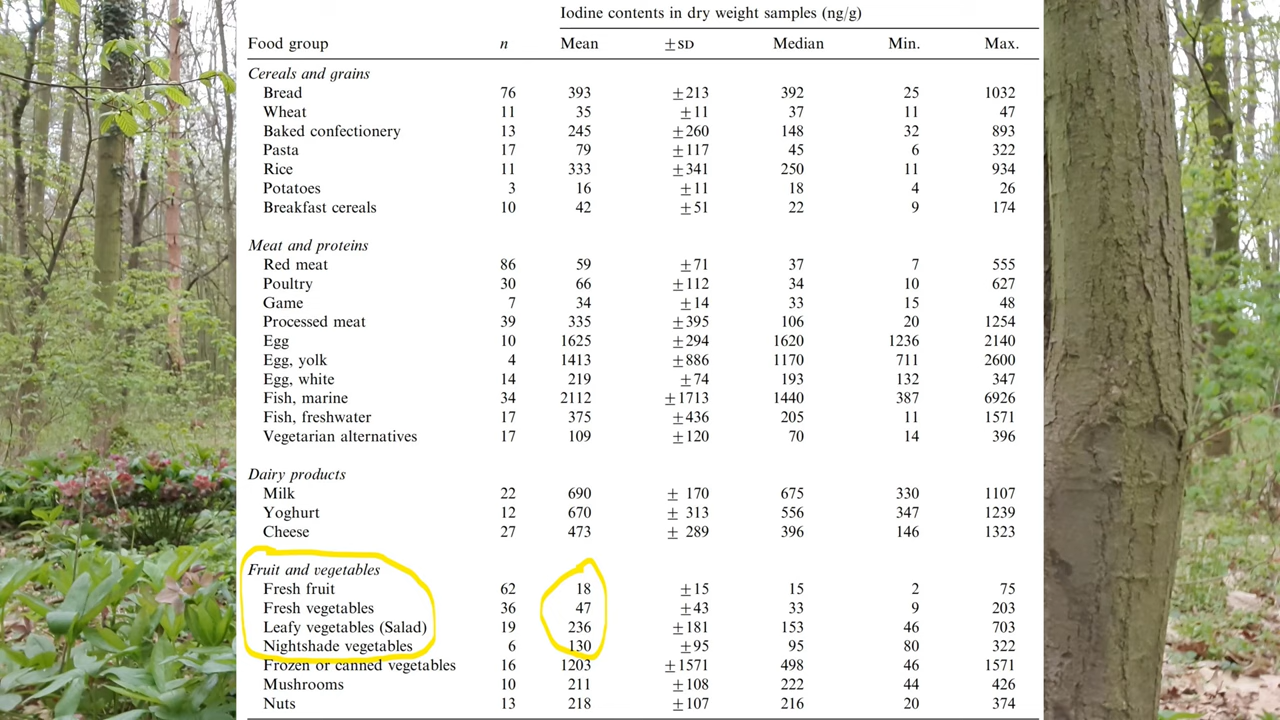 Iodine contents in dry weight samples (ng/g)
Food group n Mean ±SD Median Min. Max.
Cereals and grains
Bread 76 393 ±213 392 25 1032
Wheat 11 35 ±11 37 11 47
Baked confectionery 13 245 ±260 148 32 893
Pasta 17 79 ±117 45 6 322
Rice 11 333 ±341 250 11 934
Potatoes 3 16 ±11 18 4 26
Breakfast cereals 10 42 ±51 22 9 174
Meat and proteins
Red meat 86 59 ±71 37 7 555
Poultry 30 66 ±112 34 10 627
Game 7 34 ±14 33 15 48
Processed meat 39 335 ±395 106 20 1254
Egg 10 1625 ±294 1620 1236 2140
Egg, yolk 4 1413 ±886 1170 711 2600
Egg, white 14 219 ±74 193 132 347
Fish, marine 34 2112 ±1713 1440 387 6926
Fish, freshwater 17 375 ±436 205 11 1571
Vegetarian alternatives 17 109 ±120 70 14 396
Dairy products
Milk 22 690 ± 170 675 330 1107
Yoghurt 12 670 ± 313 556 347 1239
Cheese 27 473 ± 289 396 146 1323
Fruit and vegetables
Fresh fruit 62 18 ±15 15 2 75
Fresh vegetables 36 47 ±43 33 9 203
Leafy vegetables (Salad) 19 236 ±181 153 46 703
Nightshade vegetables 6 130 ±95 95 80 322
Frozen or canned vegetables 16 1203 ±1571 498 46 1571
Mushrooms 10 211 ±108 222 44 426
Nuts 13 218 ±107 216 20 374